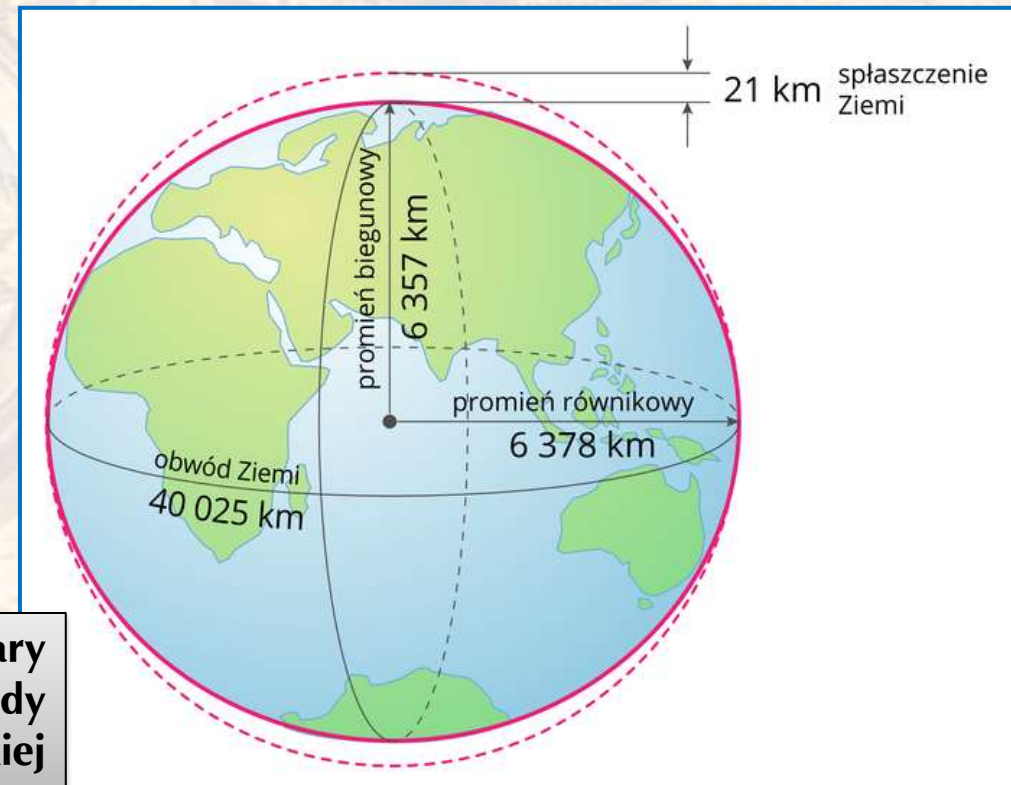 21 km
spłaszczenie
Ziemi
promień biegunowy
6 357 km
promień równikowy
6 378 km
obwód Ziemi
40 025 km
kiej